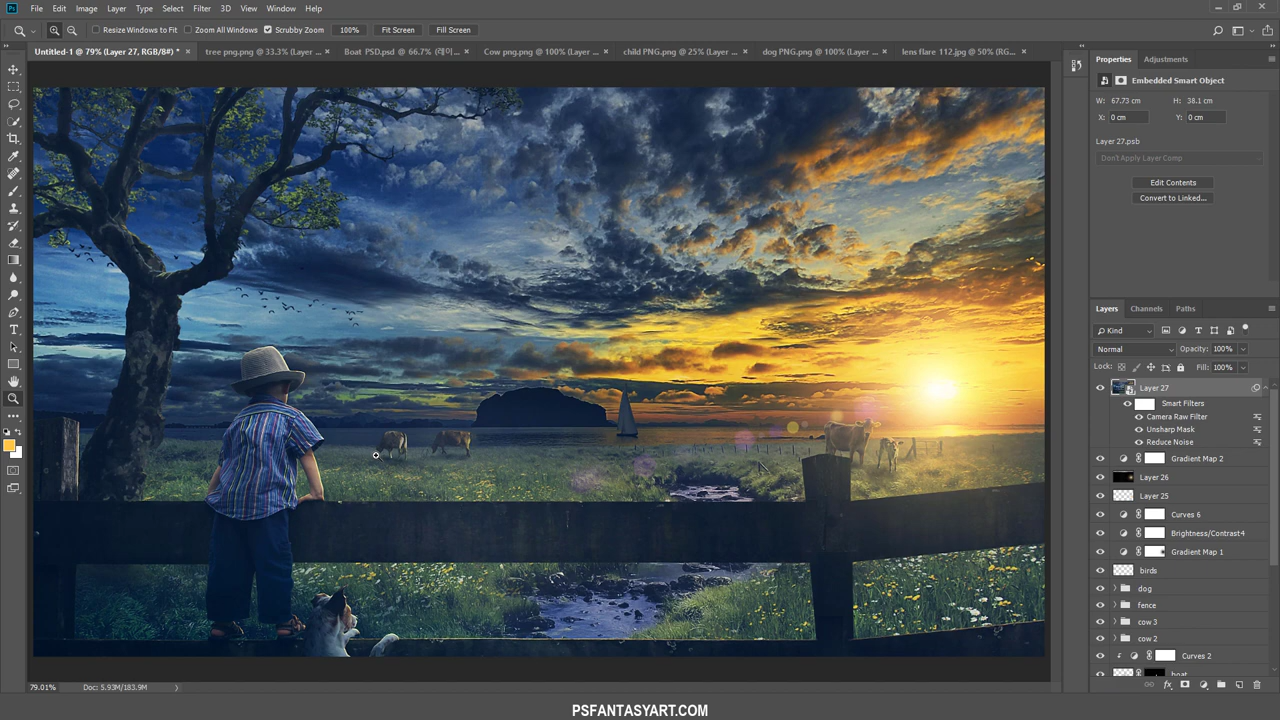 Ps File Edit Image Layer Type Select Filter 3D View Window Help
Resize Windows to Fit Zoom All Windows Scrubby Zoom 100% Fit Screen Fill Screen
Untitled-1 @ 79% (Layer 27, RGB/8#) * × tree png.png @ 33.3% (Layer ... × Boat PSD.psd @ 66.7% (레이... × Cow png.png @ 100% (Layer ... × child PNG.png @ 25% (Layer ... × dog PNG.png @ 100% (Layer ... × lens flare 112.jpg @ 50% (RG... ×
Properties Adjustments
Embedded Smart Object
W: 67.73 cm H: 38.1 cm
X: 0 cm Y: 0 cm
Layer 27.psb
Don't Apply Layer Comp
Edit Contents
Convert to Linked...
Layers Channels Paths
Kind
Normal Opacity: 100%
Lock: Fill: 100%
Layer 27
Smart Filters
Camera Raw Filter
Unsharp Mask
Reduce Noise
Gradient Map 2
Layer 26
Layer 25
Curves 6
Brightness/Contrast 4
Gradient Map 1
birds
dog
fence
cow 3
cow 2
Curves 2
boat
fx
79.01% Doc: 5.93M/183.9M
PSFANTASYART.COM